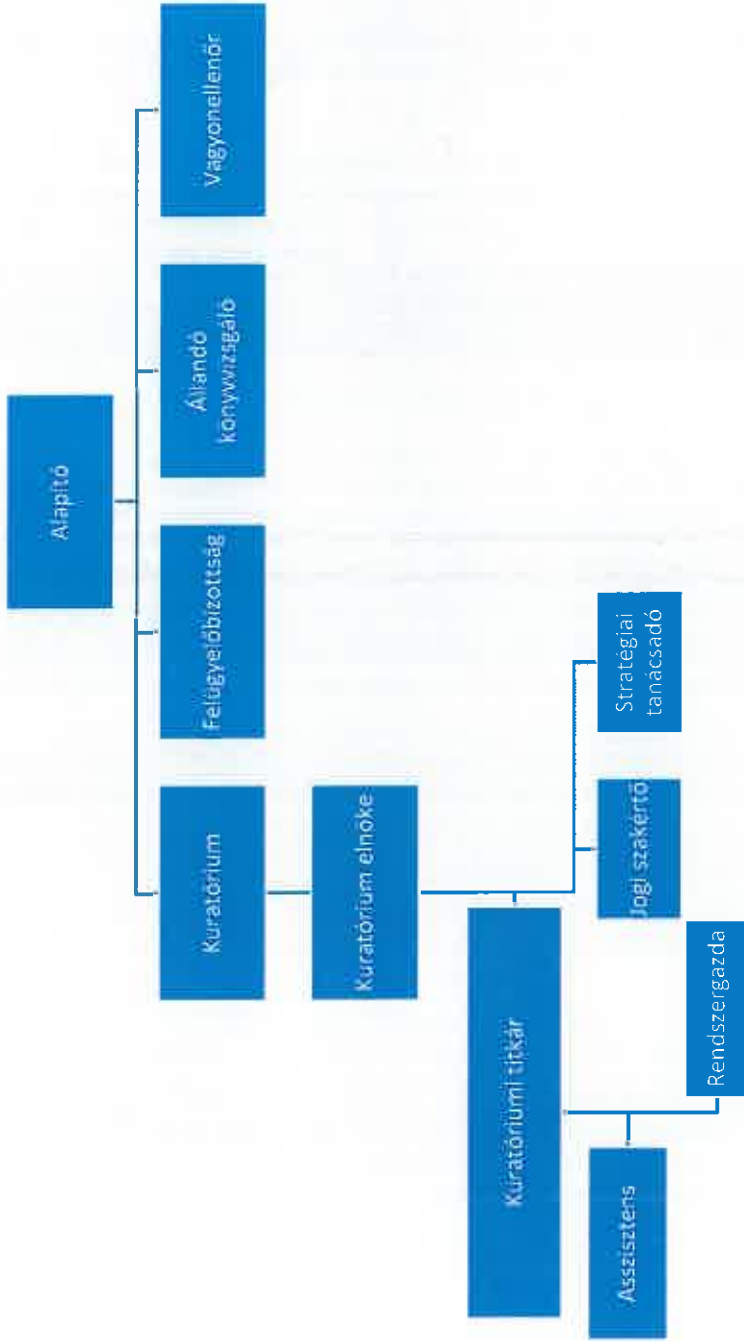 Alapító
Kuratórium
Felügyelőbizottság
Állandó
könyvvizsgáló
Vagyonellenőr
Kuratórium elnöke
Kuratóriumi titkár
Jogi szakértő
Stratégiai
tanácsadó
Asszisztens
Rendszergazda